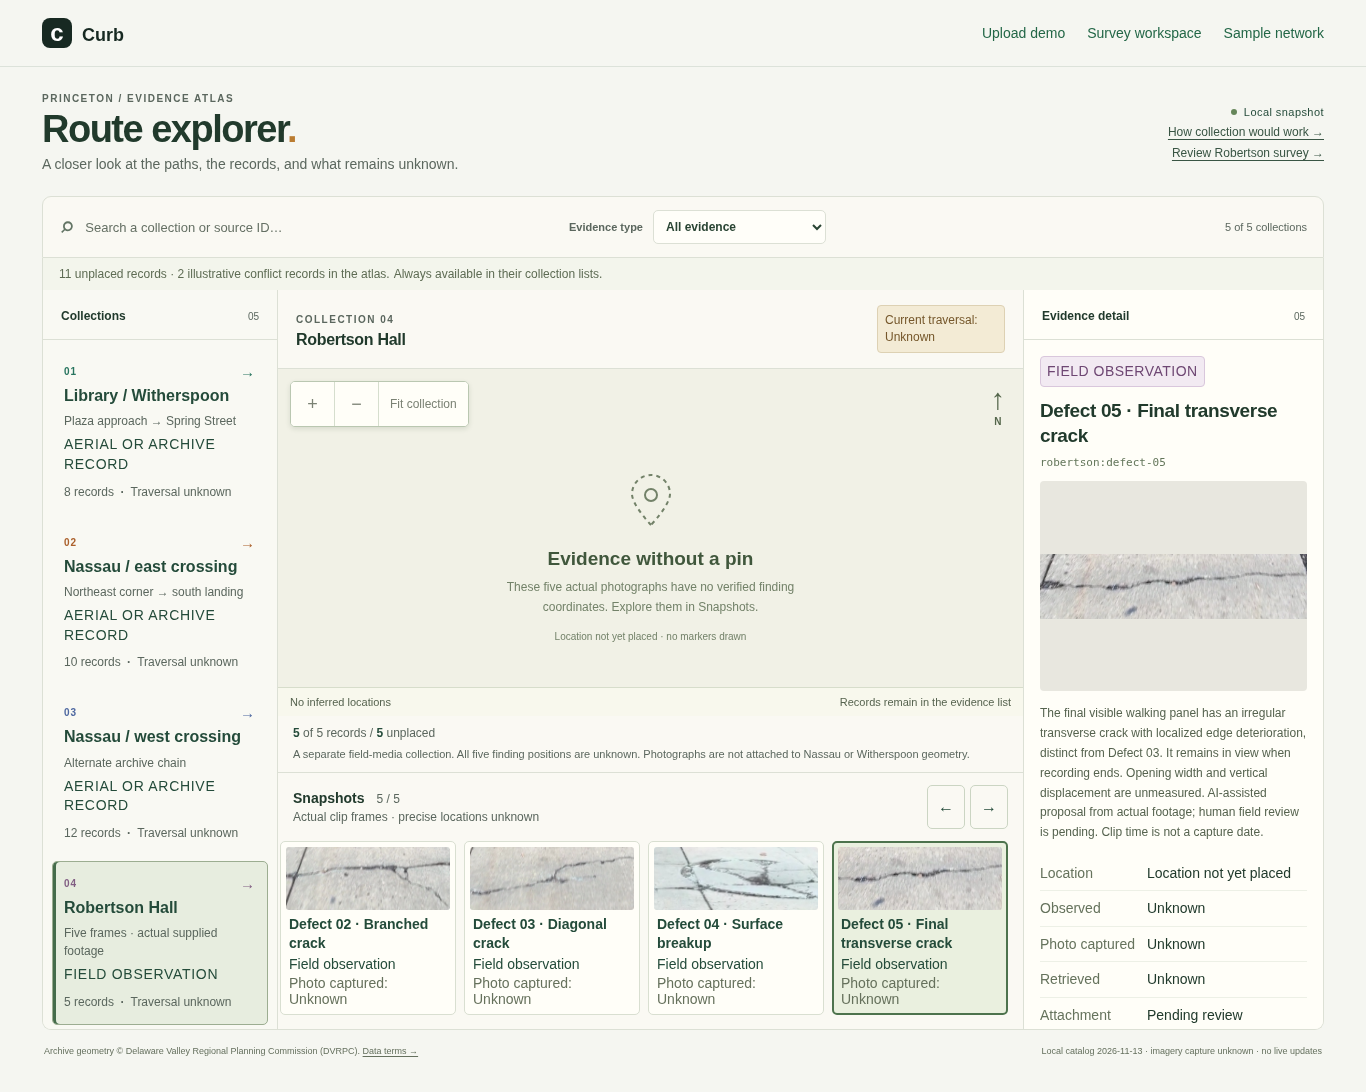 C Curb
Upload demo Survey workspace Sample network
PRINCETON / EVIDENCE ATLAS
Route explorer.
A closer look at the paths, the records, and what remains unknown.
Local snapshot
How collection would work →
Review Robertson survey →
Search a collection or source ID…
Evidence type All evidence
5 of 5 collections
11 unplaced records · 2 illustrative conflict records in the atlas. Always available in their collection lists.
Collections 05
01 →
Library / Witherspoon
Plaza approach → Spring Street
AERIAL OR ARCHIVE
RECORD
8 records · Traversal unknown
02 →
Nassau / east crossing
Northeast corner → south landing
AERIAL OR ARCHIVE
RECORD
10 records · Traversal unknown
03 →
Nassau / west crossing
Alternate archive chain
AERIAL OR ARCHIVE
RECORD
12 records · Traversal unknown
04 →
Robertson Hall
Five frames · actual supplied
footage
FIELD OBSERVATION
5 records · Traversal unknown
COLLECTION 04
Robertson Hall
Current traversal:
Unknown
+ − Fit collection
↑
N
Evidence without a pin
These five actual photographs have no verified finding
coordinates. Explore them in Snapshots.
Location not yet placed · no markers drawn
No inferred locations
Records remain in the evidence list
5 of 5 records / 5 unplaced
A separate field-media collection. All five finding positions are unknown. Photographs are not attached to Nassau or Witherspoon geometry.
Snapshots 5 / 5
Actual clip frames · precise locations unknown
← →
Defect 02 · Branched
crack
Field observation
Photo captured:
Unknown
Defect 03 · Diagonal
crack
Field observation
Photo captured:
Unknown
Defect 04 · Surface
breakup
Field observation
Photo captured:
Unknown
Defect 05 · Final
transverse crack
Field observation
Photo captured:
Unknown
Evidence detail 05
FIELD OBSERVATION
Defect 05 · Final transverse
crack
robertson:defect-05
The final visible walking panel has an irregular
transverse crack with localized edge deterioration,
distinct from Defect 03. It remains in view when
recording ends. Opening width and vertical
displacement are unmeasured. AI-assisted
proposal from actual footage; human field review
is pending. Clip time is not a capture date.
Location Location not yet placed
Observed Unknown
Photo captured Unknown
Retrieved Unknown
Attachment Pending review
Archive geometry © Delaware Valley Regional Planning Commission (DVRPC). Data terms →
Local catalog 2026-11-13 · imagery capture unknown · no live updates